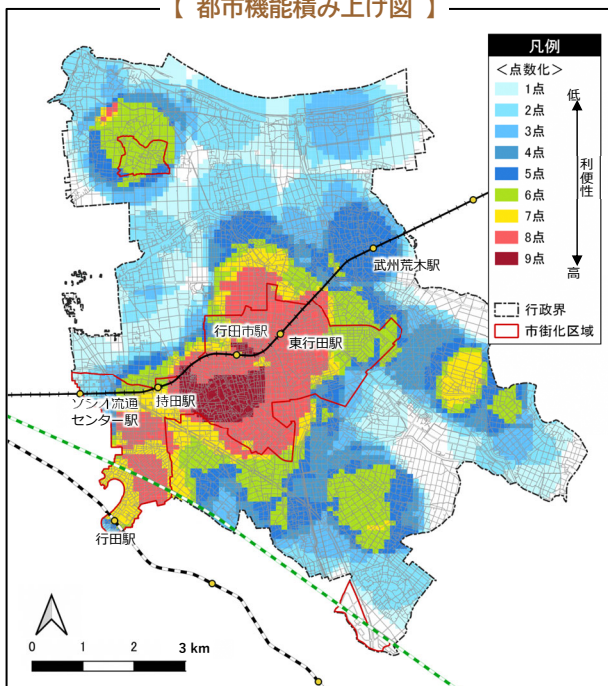 【 都市機能積み上げ図 】
凡例
＜点数化＞
1点
2点
3点
4点
5点
6点
7点
8点
9点
低
利便性
高
行政界
市街化区域
武州荒木駅
行田市駅
東行田駅
持田駅
ソシオ流通
センター駅
行田駅
0 1 2 3 km